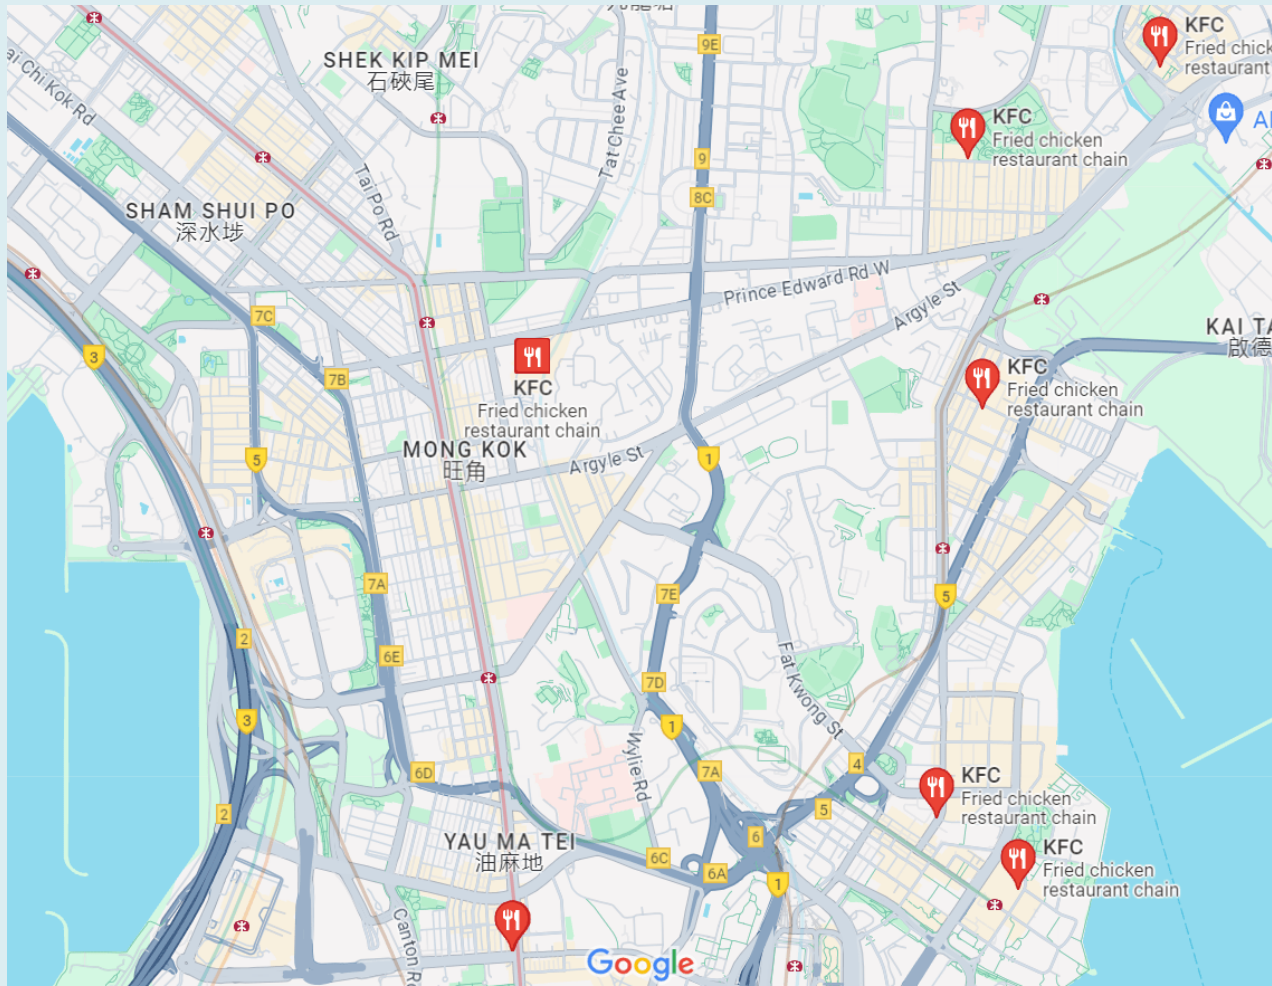 9E
KFC
Fried chick
restaurant
SHEK KIP MEI
石硤尾
Tai Chi Kok Rd
Tat Chee Ave
KFC
Fried chicken
restaurant chain
9
8C
Tai Po Rd
SHAM SHUI PO
深水埗
Prince Edward Rd W
Argyle St
7C
3
7B
KAI TA
啟德
KFC
Fried chicken
restaurant chain
KFC
Fried chicken
restaurant chain
MONG KOK
旺角
Argyle St
5
1
7A
7E
5
2
6E
Fat Kwong St
7D
3
1
Wylie Rd
6D
7A
4
KFC
Fried chicken
restaurant chain
2
5
6
YAU MA TEI
油麻地
6C
6A
1
KFC
Fried chicken
restaurant chain
Canton Rd
Google